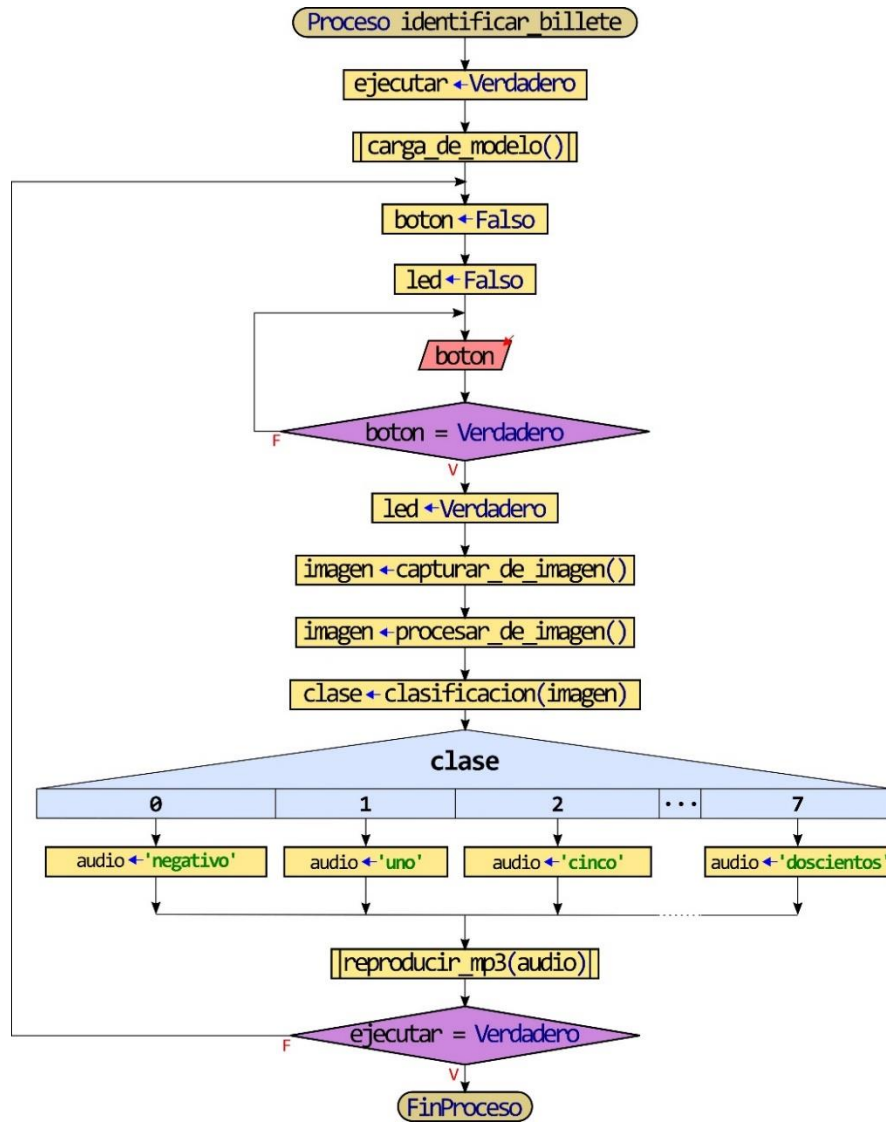 Proceso identificar_billete
ejecutar←Verdadero
carga_de_modelo()
boton←Falso
led←Falso
boton
boton = Verdadero
F
V
led←Verdadero
imagen←capturar_de_imagen()
imagen←procesar_de_imagen()
clase←clasificacion(imagen)
clase
0 1 2 ... 7
audio←'negativo' audio←'uno' audio←'cinco' audio←'doscientos'
reproducir_mp3(audio)
ejecutar = Verdadero
F
V
FinProceso